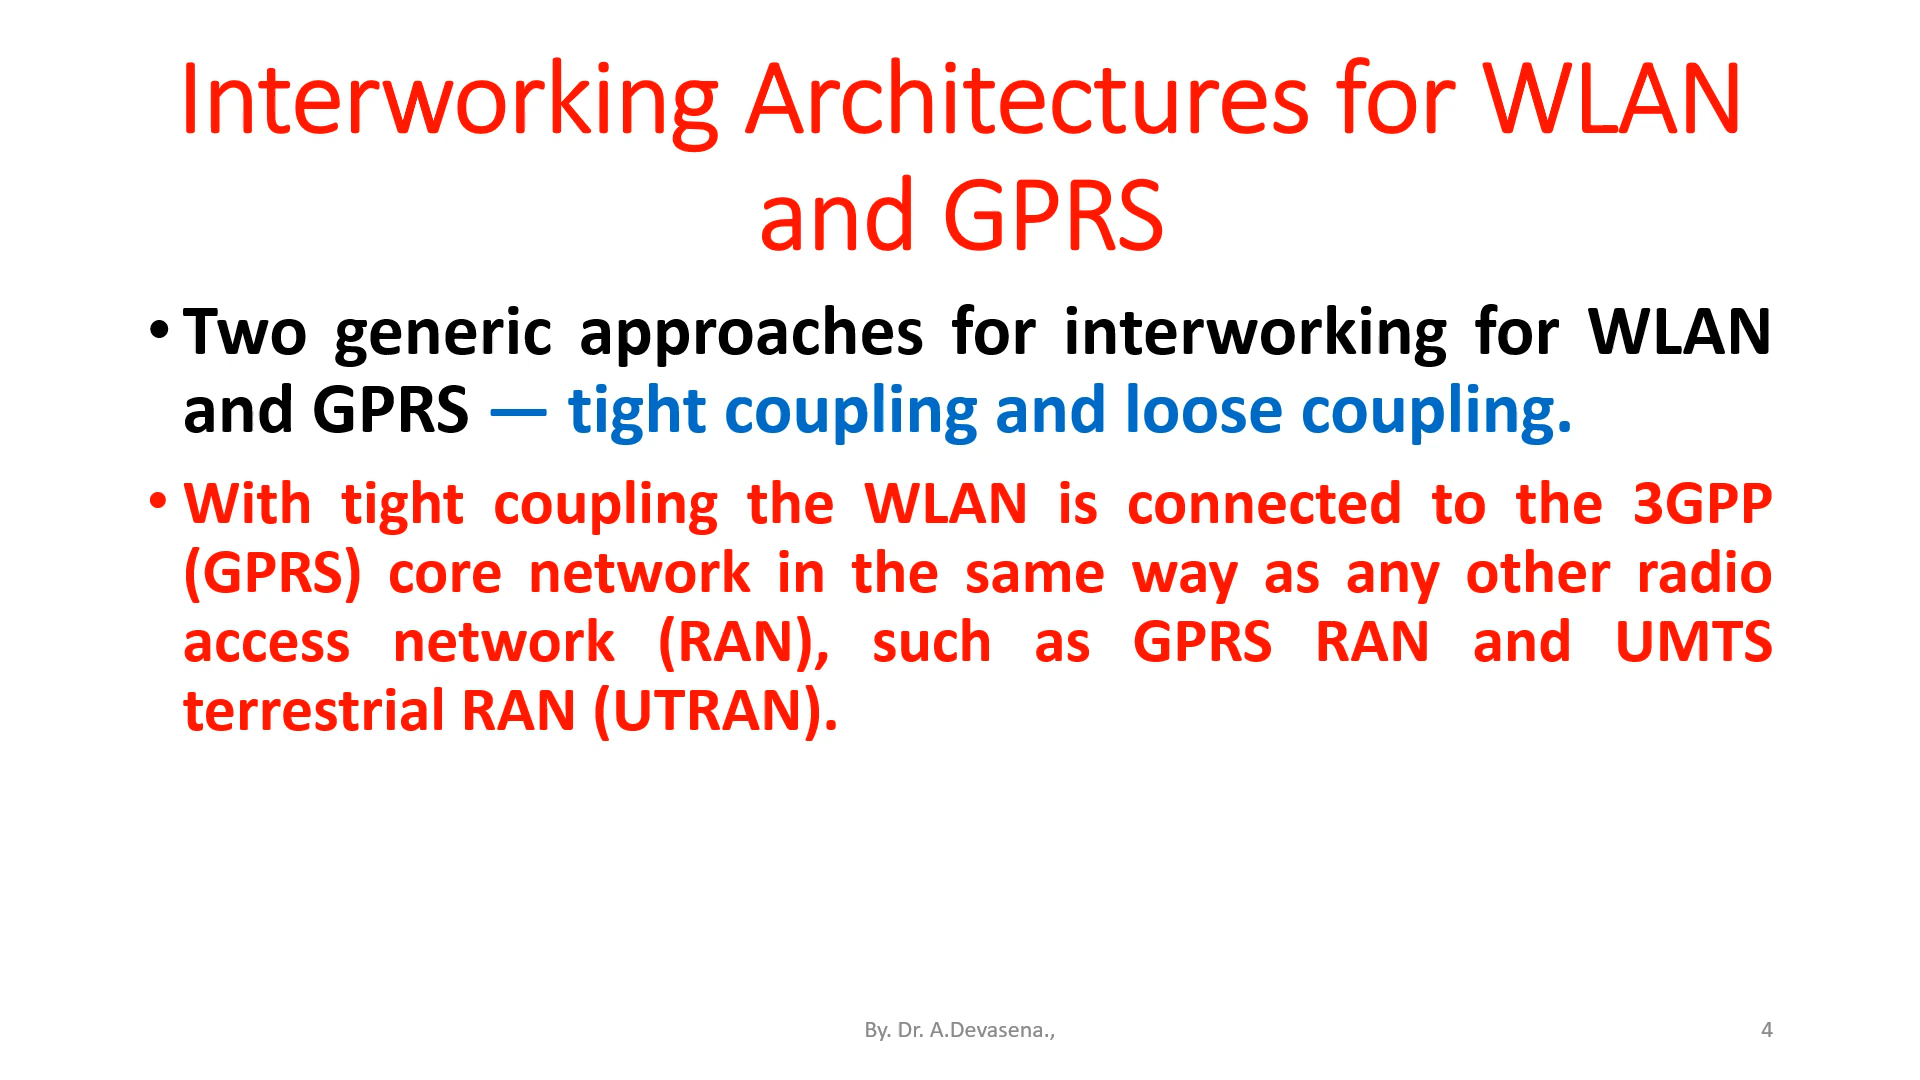 Interworking Architectures for WLAN
and GPRS
• Two generic approaches for interworking for WLAN
and GPRS — tight coupling and loose coupling.
• With tight coupling the WLAN is connected to the 3GPP
(GPRS) core network in the same way as any other radio
access network (RAN), such as GPRS RAN and UMTS
terrestrial RAN (UTRAN).
By. Dr. A.Devasena.,
4